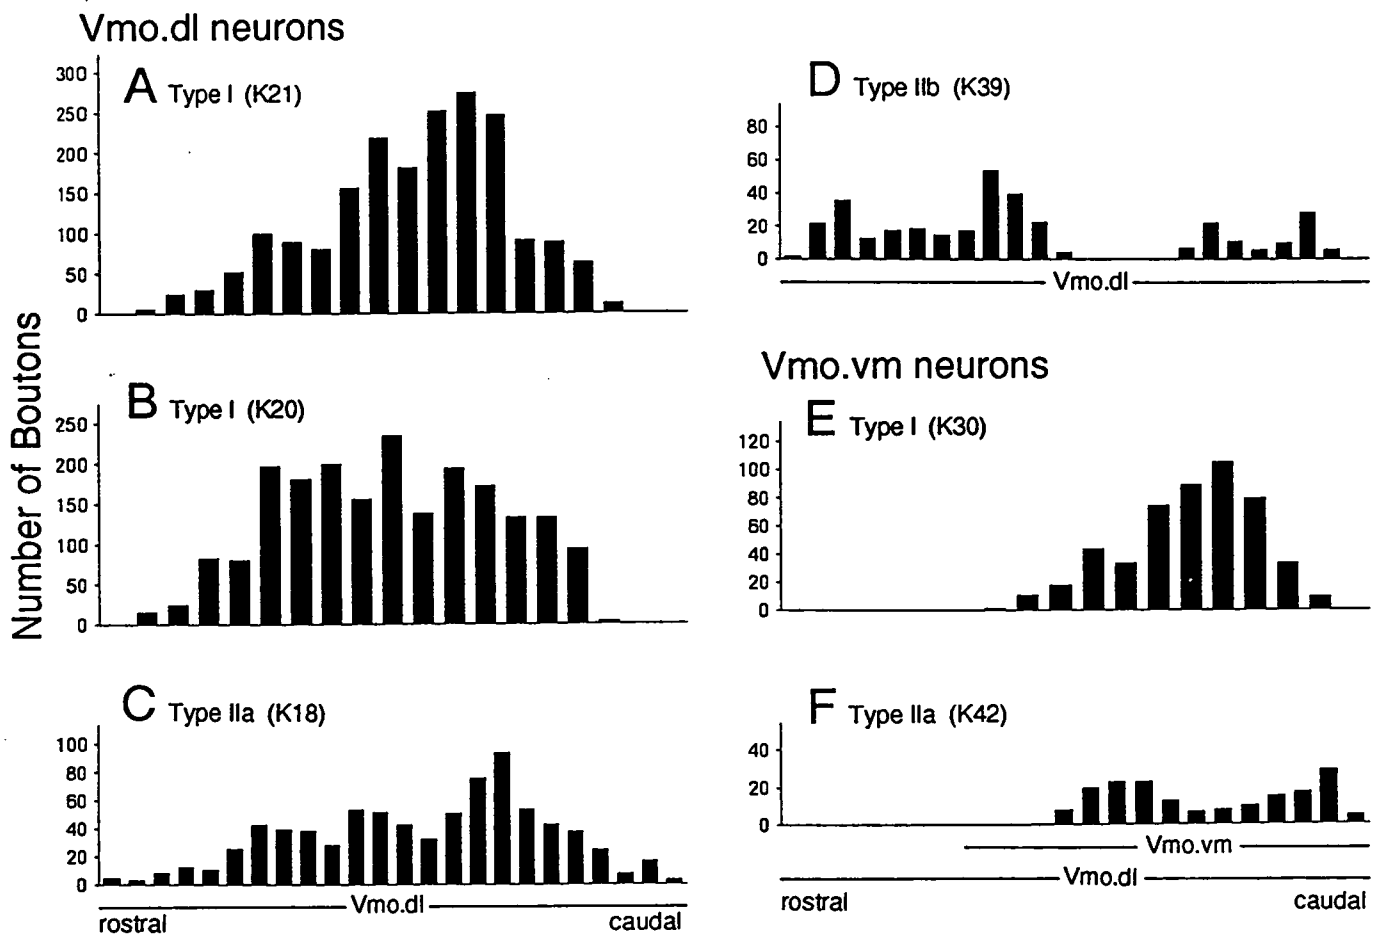 Vmo.dl neurons
A Type I (K21)
300
250
200
150
100
50
0
Number of Boutons
B Type I (K20)
250
200
150
100
50
0
C Type IIa (K18)
100
80
60
40
20
0
Vmo.dl
rostral caudal
D Type IIb (K39)
80
60
40
20
0
Vmo.dl
Vmo.vm neurons
E Type I (K30)
120
100
80
60
40
20
0
F Type IIa (K42)
40
20
0
Vmo.vm
Vmo.dl
rostral caudal